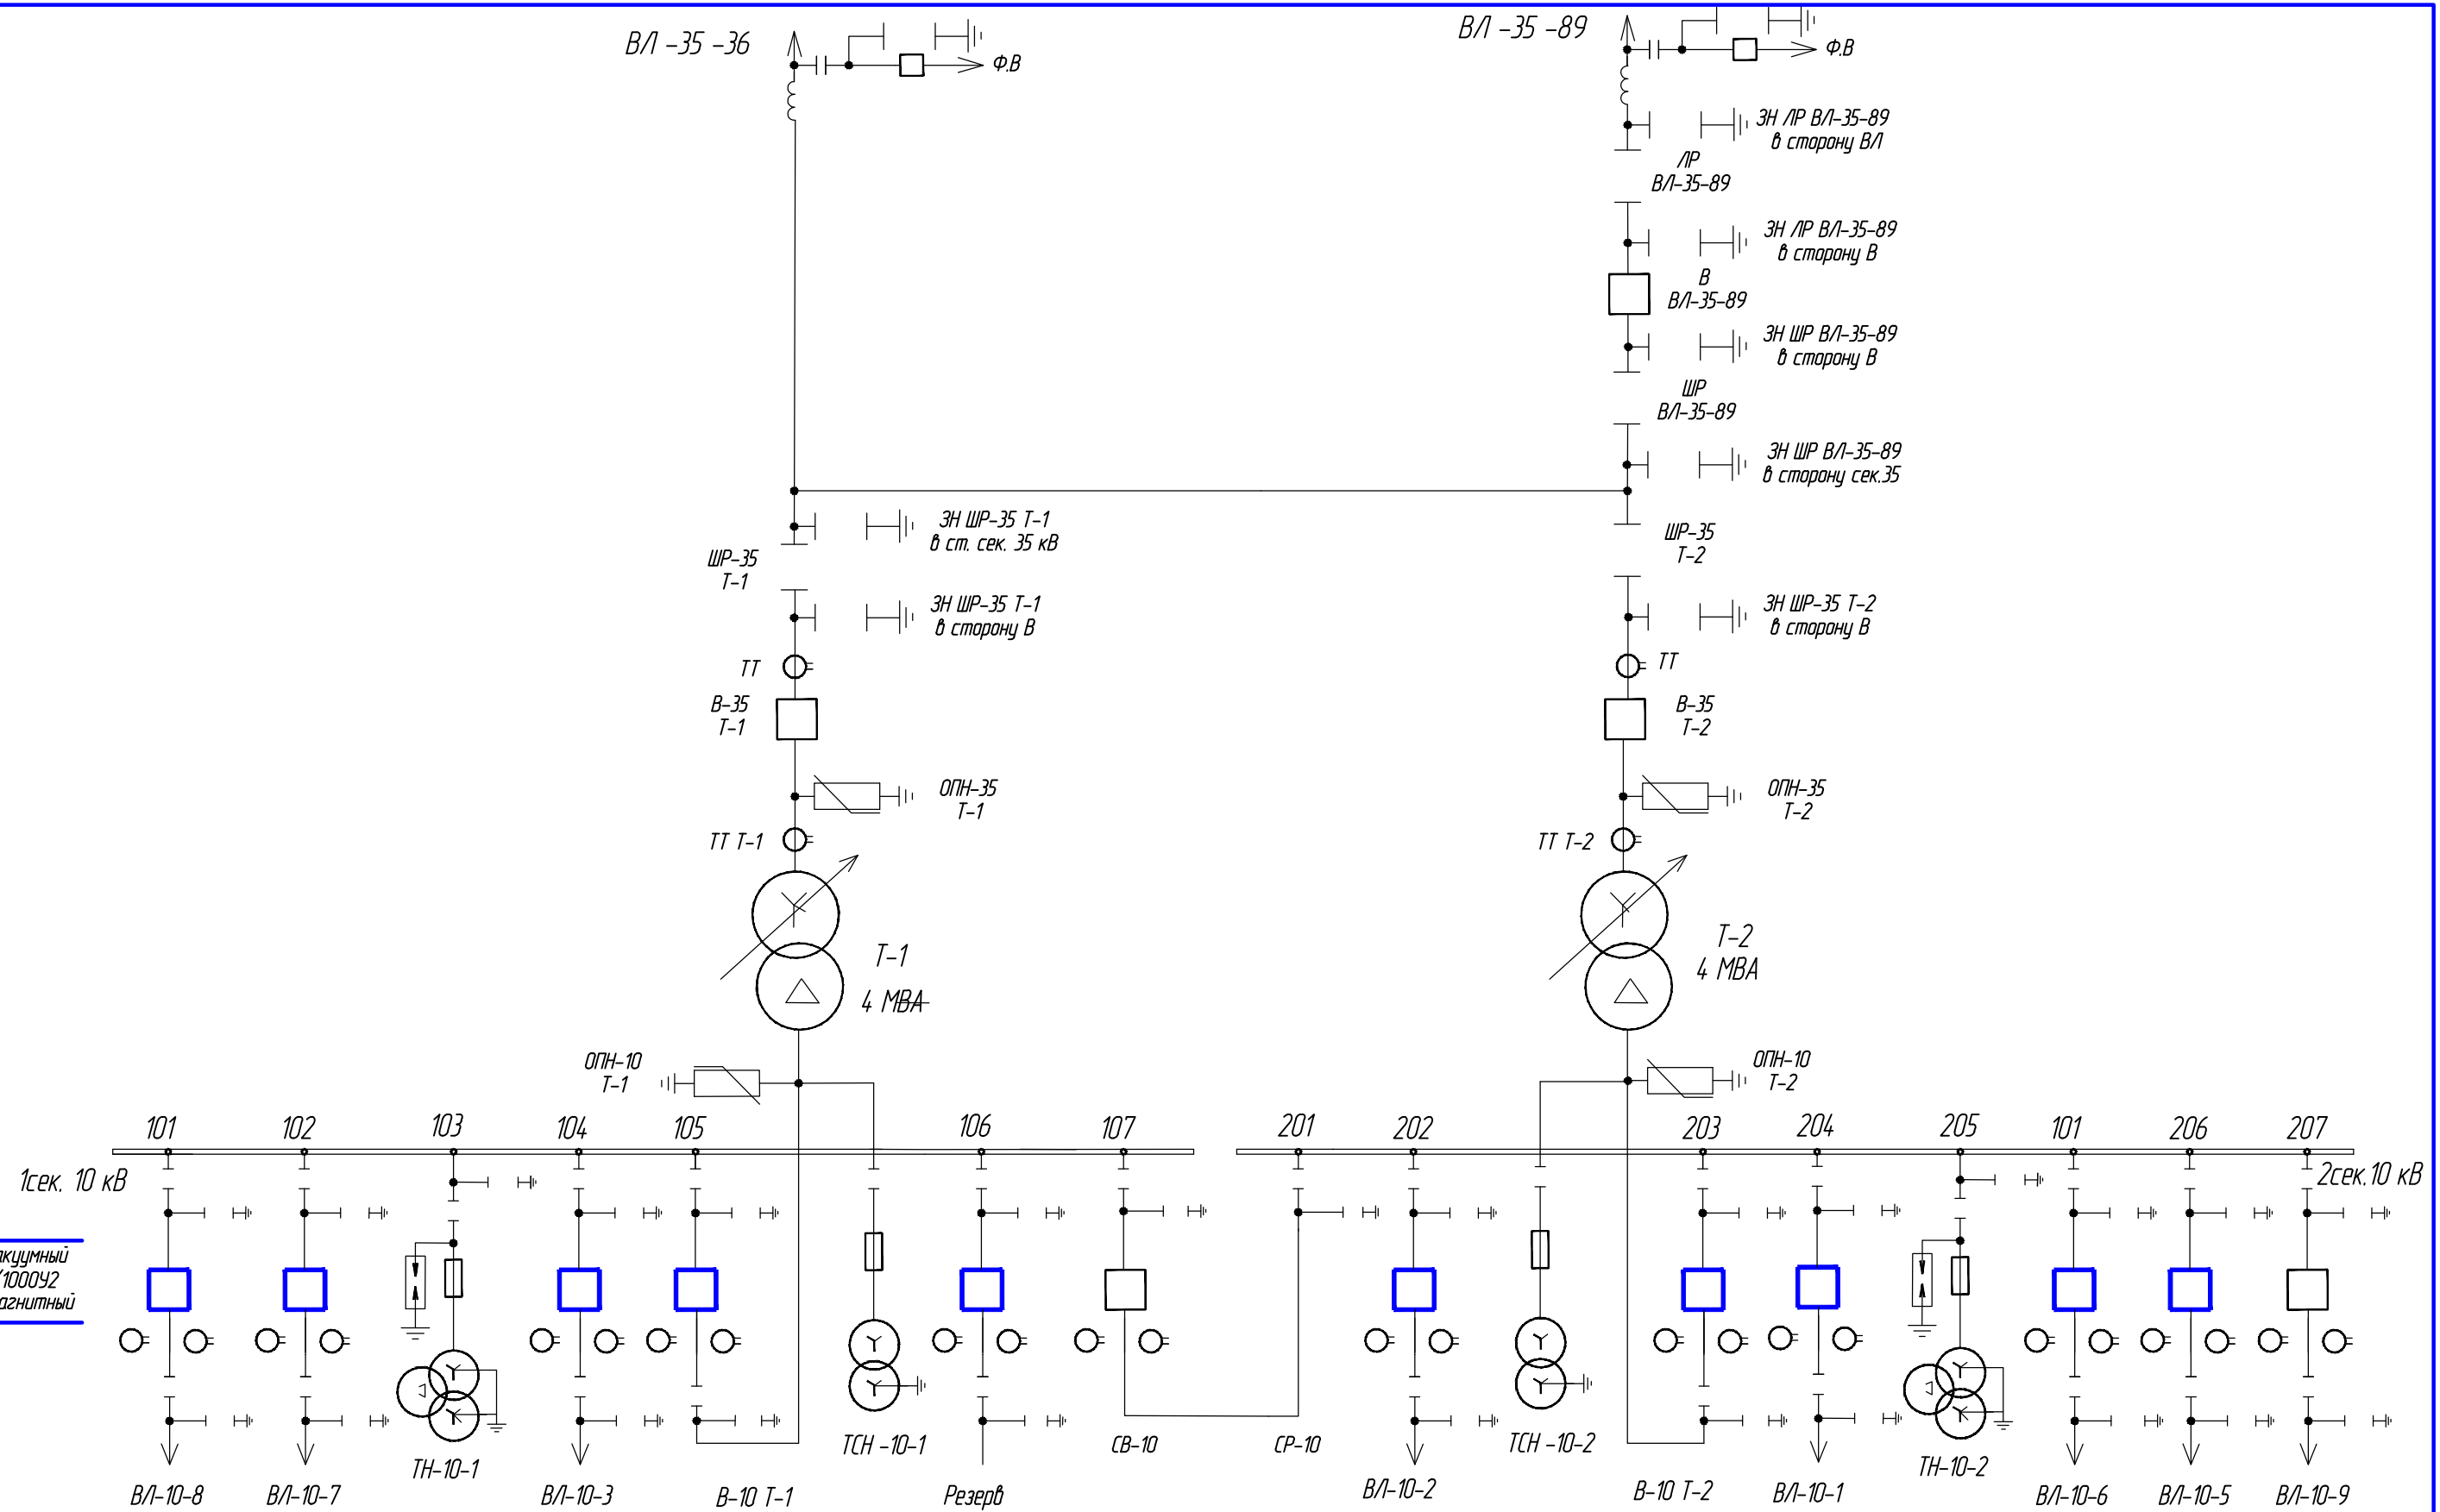 ВЛ -35 -36
Ф.В
ВЛ -35 -89
Ф.В
ЗН ЛР ВЛ-35-89
в сторону ВЛ
ЛР
ВЛ-35-89
ЗН ЛР ВЛ-35-89
в сторону В
В
ВЛ-35-89
ЗН ШР ВЛ-35-89
в сторону В
ШР
ВЛ-35-89
ЗН ШР ВЛ-35-89
в сторону сек.35
ЗН ШР-35 Т-1
в ст. сек. 35 кВ
ШР-35
Т-1
ШР-35
Т-2
ЗН ШР-35 Т-1
в сторону В
ЗН ШР-35 Т-2
в сторону В
ТТ
ТТ
В-35
Т-1
В-35
Т-2
ОПН-35
Т-1
ОПН-35
Т-2
ТТ Т-1
ТТ Т-2
Т-1
4 МВА
Т-2
4 МВА
ОПН-10
Т-1
ОПН-10
Т-2
101
102
103
104
105
106
107
201
202
203
204
205
101
206
207
1сек. 10 кВ
2сек.10 кВ
/1000У2
ВЛ-10-8
ВЛ-10-7
ТН-10-1
ВЛ-10-3
В-10 Т-1
ТСН -10-1
Резерв
СВ-10
СР-10
ВЛ-10-2
ТСН -10-2
В-10 Т-2
ВЛ-10-1
ТН-10-2
ВЛ-10-6
ВЛ-10-5
ВЛ-10-9